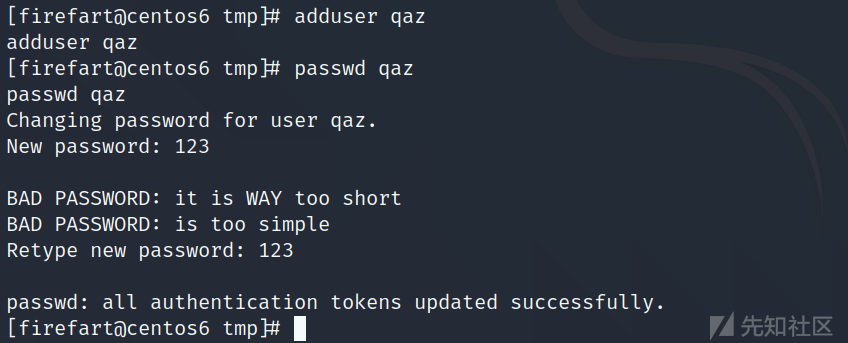 [firefart@centos6 tmp]# adduser qaz
adduser qaz
[firefart@centos6 tmp]# passwd qaz
passwd qaz
Changing password for user qaz.
New password: 123
BAD PASSWORD: it is WAY too short
BAD PASSWORD: is too simple
Retype new password: 123
passwd: all authentication tokens updated successfully.
[firefart@centos6 tmp]#
先知社区